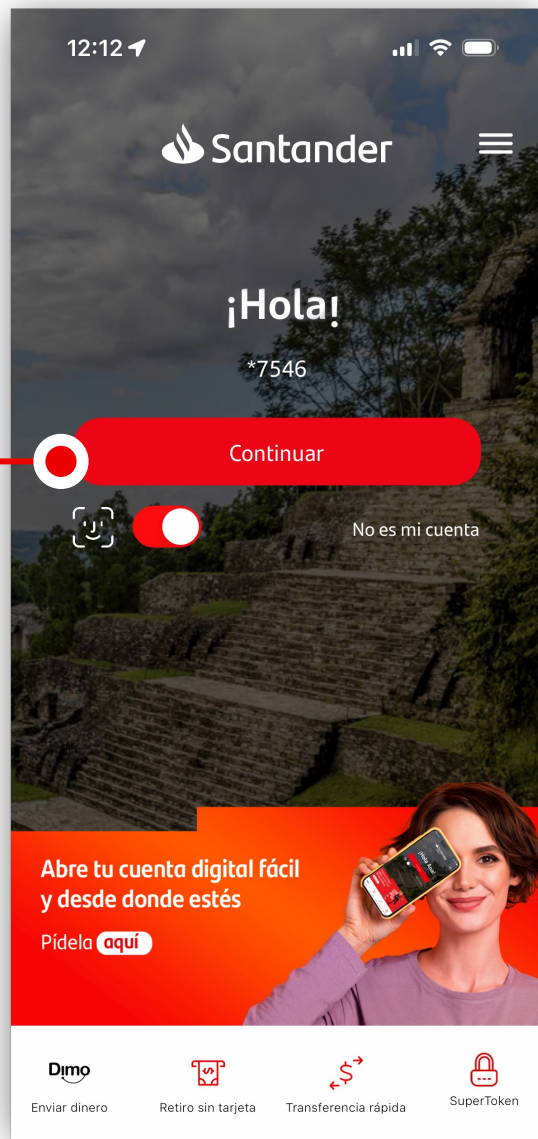 12:12
Santander
¡Hola!
*7546
Continuar
No es mi cuenta
Abre tu cuenta digital fácil
y desde donde estés
Pídela aquí
Dimo
Enviar dinero
Retiro sin tarjeta
Transferencia rápida
SuperToken